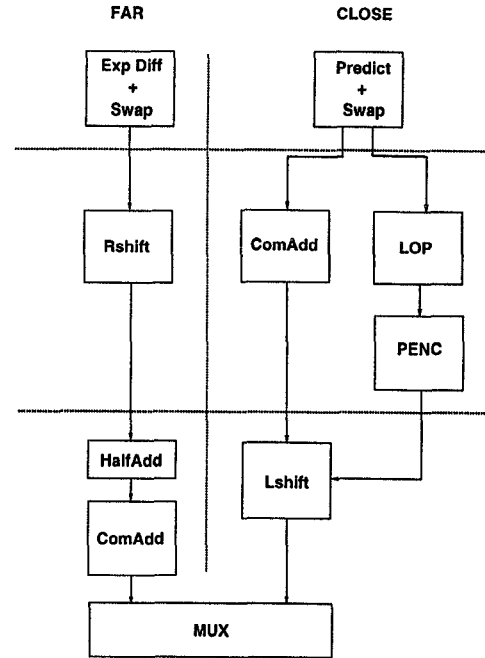 FAR
CLOSE
Exp Diff
+
Swap
Predict
+
Swap
Rshift
ComAdd
LOP
PENC
HalfAdd
Lshift
ComAdd
MUX